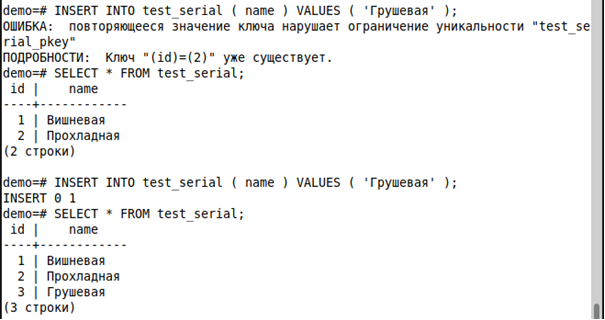 demo=# INSERT INTO test_serial ( name ) VALUES ( 'Грушевая' );
ОШИБКА:  повторяющееся значение ключа нарушает ограничение уникальности "test_se
rial_pkey"
ПОДРОБНОСТИ:  Ключ "(id)=(2)" уже существует.
demo=# SELECT * FROM test_serial;
 id |    name
----+------------
  1 | Вишневая
  2 | Прохладная
(2 строки)

demo=# INSERT INTO test_serial ( name ) VALUES ( 'Грушевая' );
INSERT 0 1
demo=# SELECT * FROM test_serial;
 id |    name
----+------------
  1 | Вишневая
  2 | Прохладная
  3 | Грушевая
(3 строки)